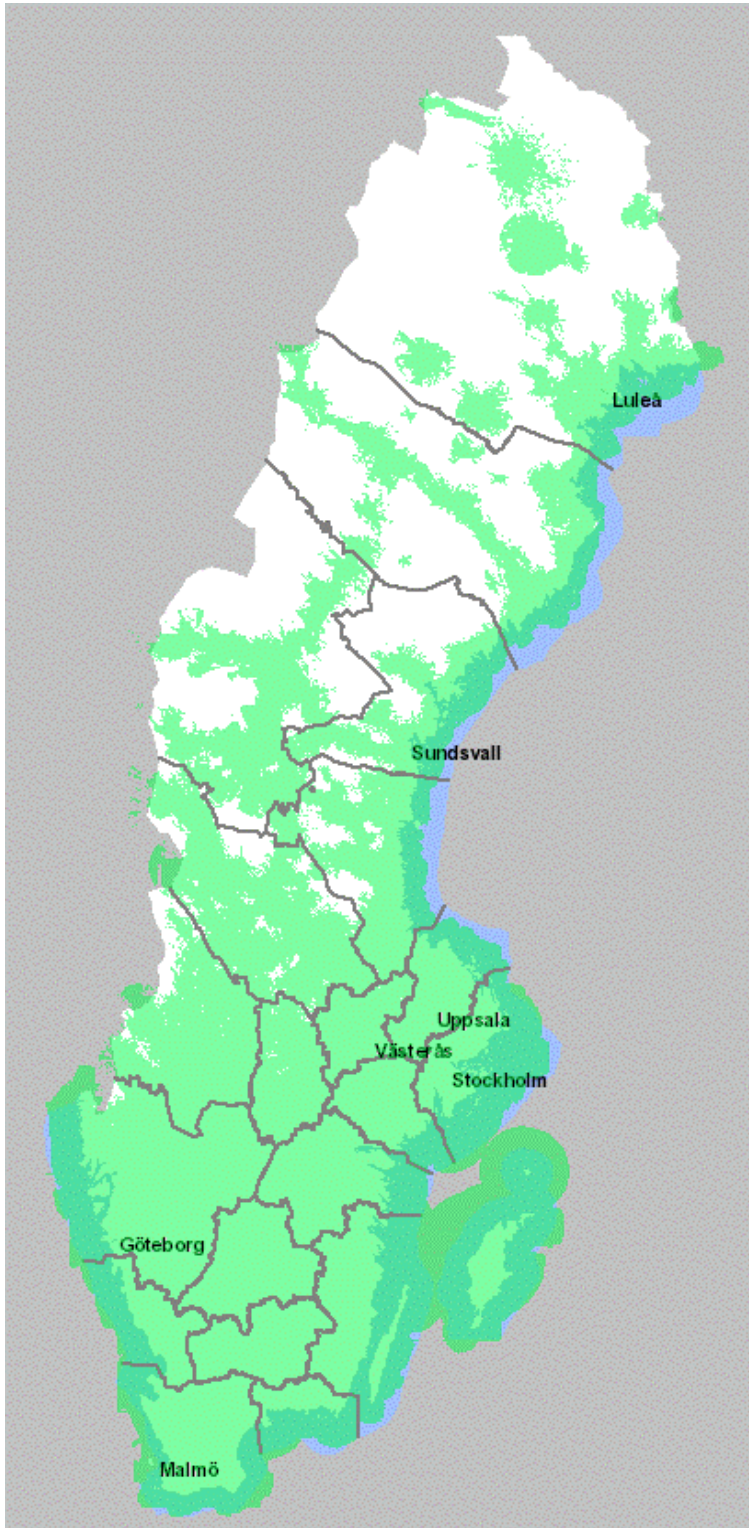 Luleå
Sundsvall
Uppsala
Västerås
Stockholm
Göteborg
Malmö